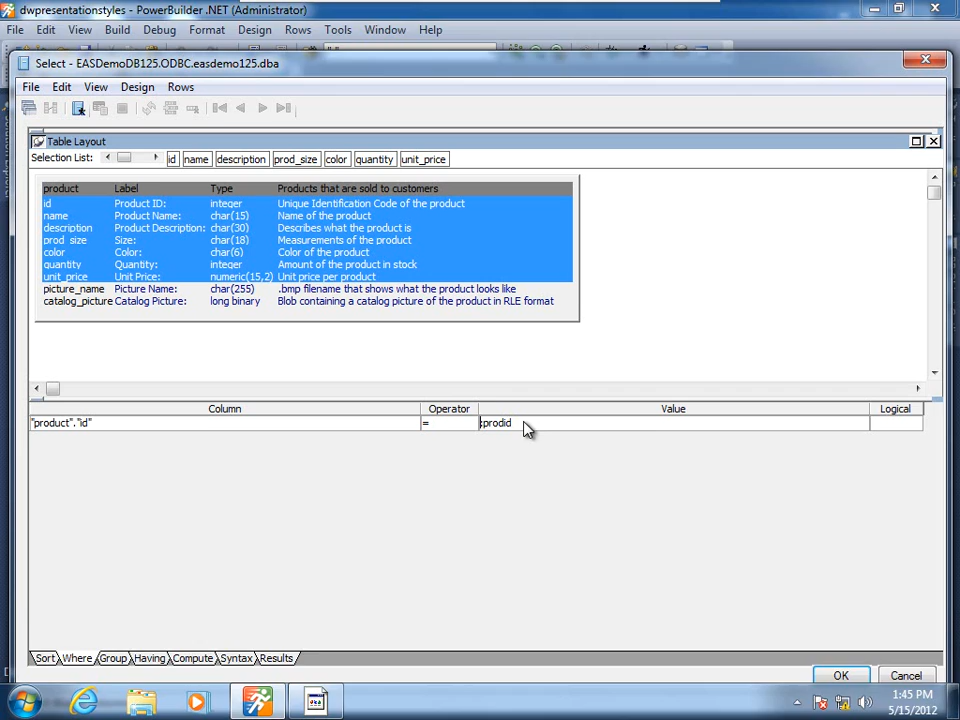 dwpresentationstyles - PowerBuilder .NET (Administrator)
File Edit View Build Debug Format Design Rows Tools Window Help
Select - EASDemoDB125.ODBC.easdemo125.dba
File Edit View Design Rows
Table Layout
Selection List: id name description prod_size color quantity unit_price
product Label Type Products that are sold to customers
id Product ID: integer Unique Identification Code of the product
name Product Name: char(15) Name of the product
description Product Description: char(30) Describes what the product is
prod_size Size: char(18) Measurements of the product
color Color: char(6) Color of the product
quantity Quantity: integer Amount of the product in stock
unit_price Unit Price: numeric(15,2) Unit price per product
picture_name Picture Name: char(255) .bmp filename that shows what the product looks like
catalog_picture Catalog Picture: long binary Blob containing a catalog picture of the product in RLE format
Column Operator Value Logical
"product"."id" = :prodid
Sort Where Group Having Compute Syntax Results
OK Cancel
1:45 PM
5/15/2012